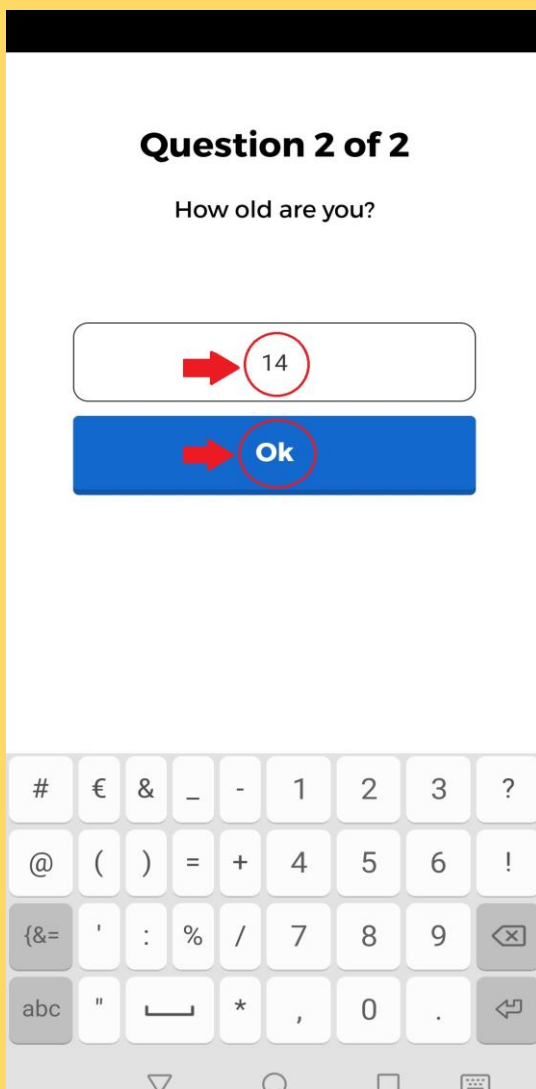 Question 2 of 2
How old are you?
14
Ok
# € & _ - 1 2 3 ?
@ ( ) = + 4 5 6 !
{&= ' : % / 7 8 9
abc " * , 0 .